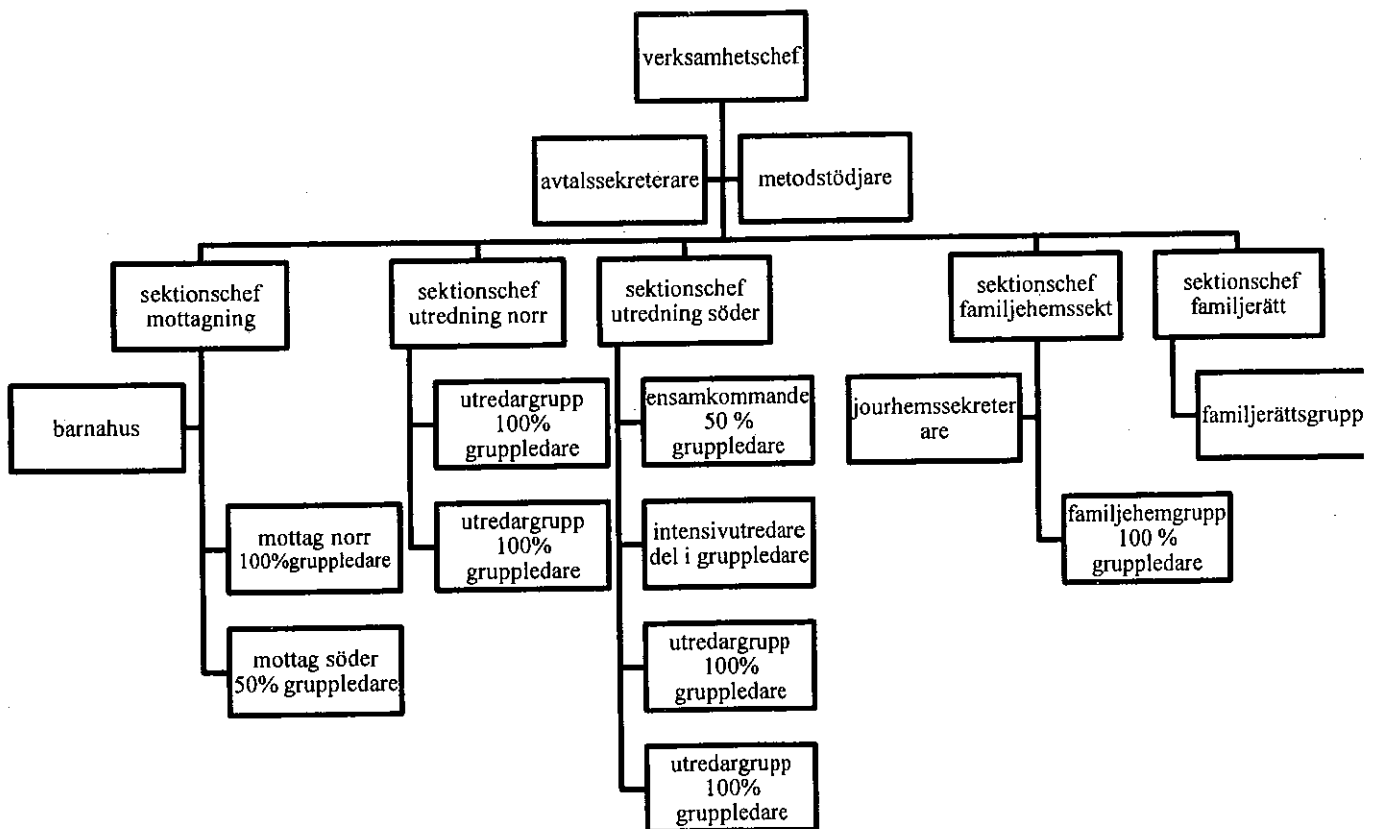 verksamhetschef
avtalssekreterare
metodstödjare
sektionschef
mottagning
sektionschef
utredning norr
sektionschef
utredning söder
sektionschef
familjehemssekt
sektionschef
familjerätt
barnahus
mottag norr
100%gruppledare
mottag söder
50% gruppledare
utredargrupp
100%
gruppledare
utredargrupp
100%
gruppledare
ensamkommande
50 %
gruppledare
intensivutredare
del i gruppledare
utredargrupp
100%
gruppledare
utredargrupp
100%
gruppledare
jourhemssekreter
are
familjehemgrupp
100 %
gruppledare
familjerättsgrupp